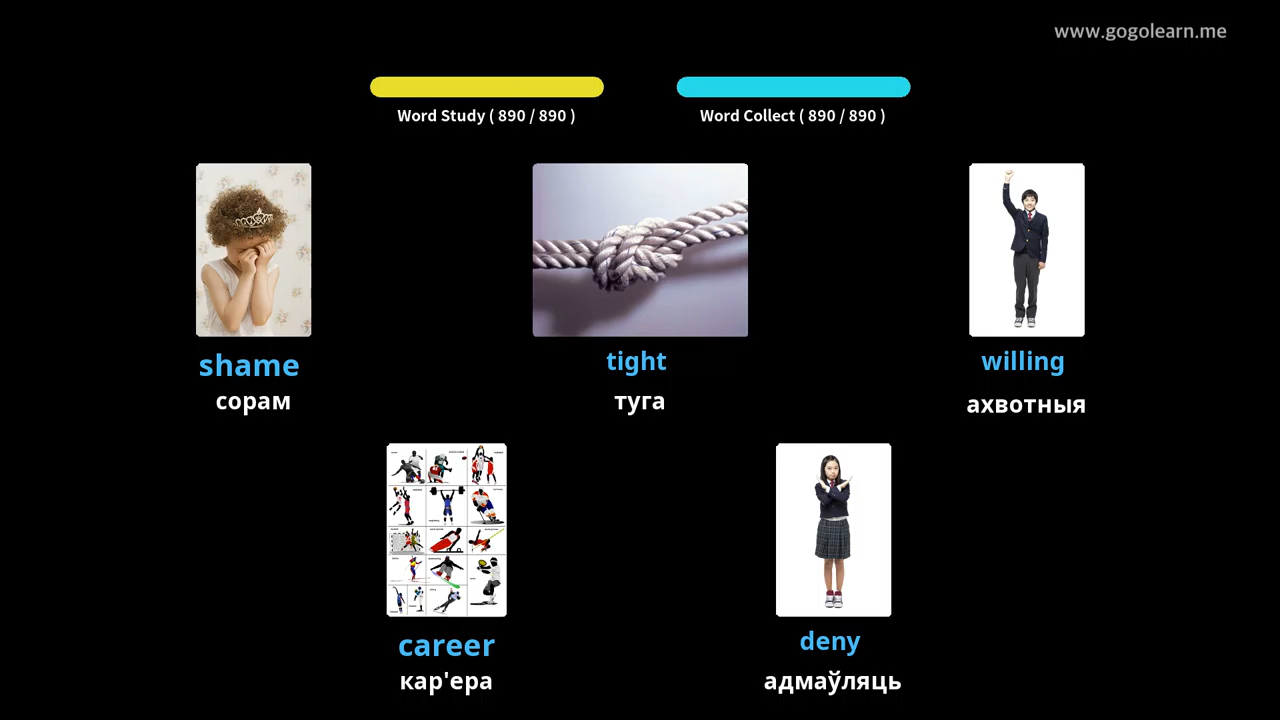 www.gogolearn.me
Word Study ( 890 / 890 )
Word Collect ( 890 / 890 )
shame
сорам
tight
туга
willing
ахвотныя
career
кар'ера
deny
адмаўляць